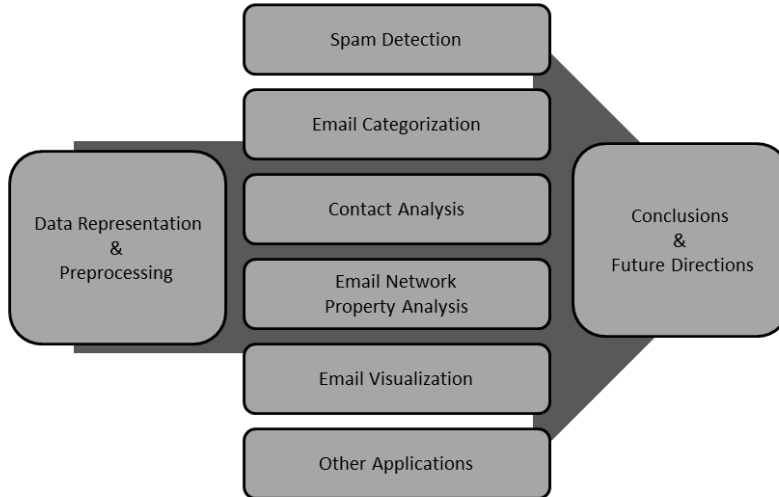 Spam Detection
Email Categorization
Data Representation
&
Preprocessing
Contact Analysis
Email Network
Property Analysis
Email Visualization
Other Applications
Conclusions
&
Future Directions